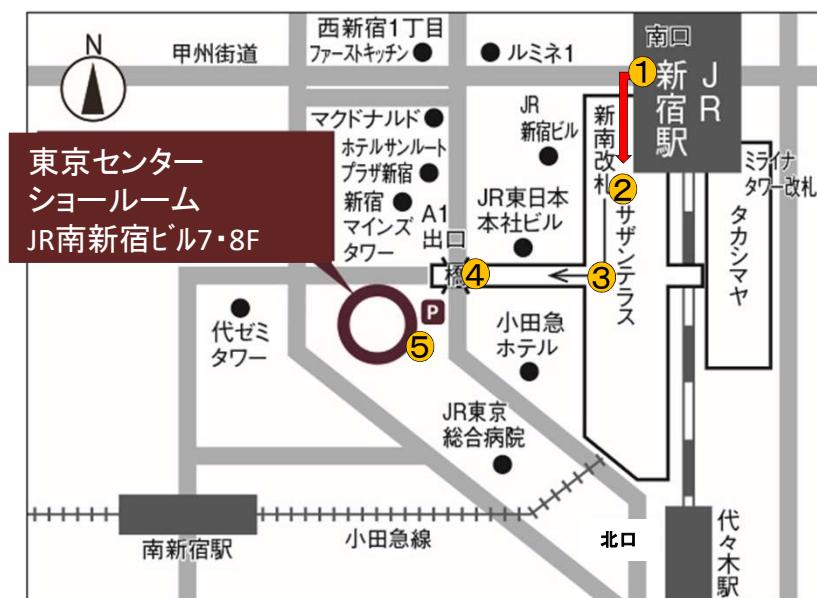 西新宿1丁目
N
甲州街道
ファーストキッチン
ルミネ1
南口
①
JR
新宿駅
マクドナルド
JR
新宿ビル
新南改札
ホテルサンルート
プラザ新宿
ミライナ
タワー改札
東京センター
ショールーム
JR南新宿ビル7・8F
新宿
マインズ
タワー
A1
出口
JR東日本
本社ビル
②
サザンテラス
タカシマヤ
橋
④
③
P
⑤
代ゼミ
タワー
小田急
ホテル
JR東京
総合病院
南新宿駅
小田急線
北口
代々木駅